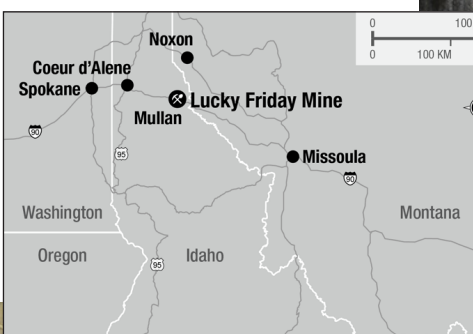 0 100
100 KM
Noxon
Coeur d'Alene
Spokane
Lucky Friday Mine
Mullan
90
95
Missoula
90
Washington
Montana
Oregon
Idaho
95